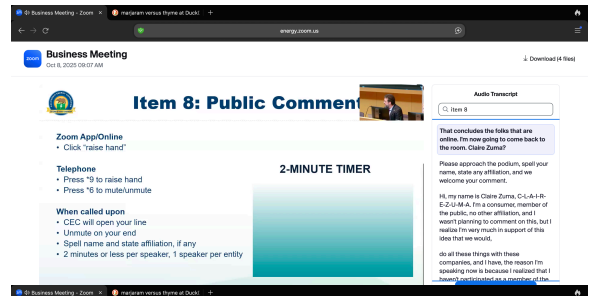 Business Meeting - Zoom
marjaram versus thyme at Duck!
energy.zoom.us
zoom
Business Meeting
Oct 8, 2025 09:07 AM
Download (4 files)
Item 8: Public Comment
Zoom App/Online
• Click "raise hand"
Telephone
• Press *9 to raise hand
• Press *6 to mute/unmute
When called upon
• CEC will open your line
• Unmute on your end
• Spell name and state affiliation, if any
• 2 minutes or less per speaker, 1 speaker per entity
2-MINUTE TIMER
Audio Transcript
item 8
That concludes the folks that are
online. I'm now going to come back to
the room. Claire Zuma?
Please approach the podium, spell your
name, state any affiliation, and we
welcome your comment.
Hi, my name is Claire Zuma, C-L-A-I-R-
E-Z-U-M-A. I'm a consumer, member of
the public, no other affiliation, and I
wasn't planning to comment on this, but I
realize I'm very much in support of this
idea that we would,
do all these things with these
companies, and I have, the reason I'm
speaking now is because I realized that I
haven't participated as a member of the
Business Meeting - Zoom
marjaram versus thyme at Duck!